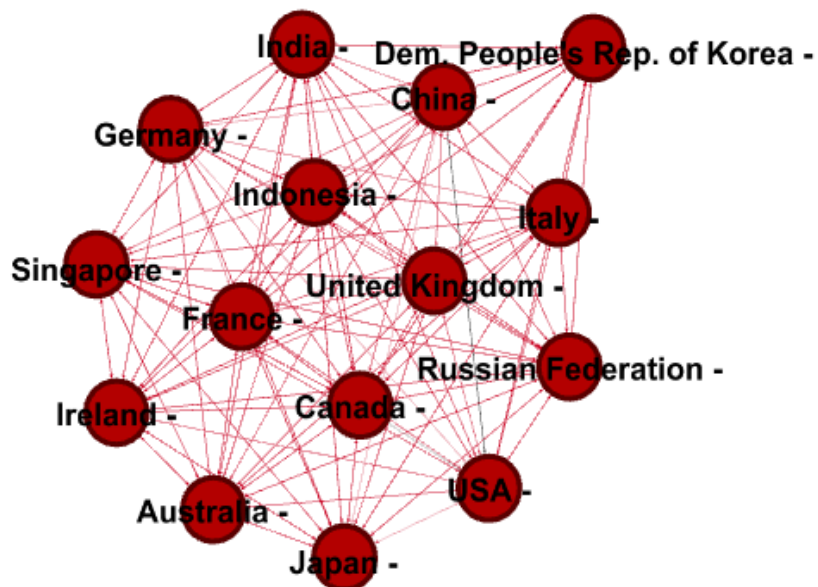 India -
Dem. People's Rep. of Korea -
China -
Germany -
Indonesia -
Italy -
Singapore -
United Kingdom -
France -
Russian Federation -
Ireland -
Canada -
USA -
Australia -
Japan -